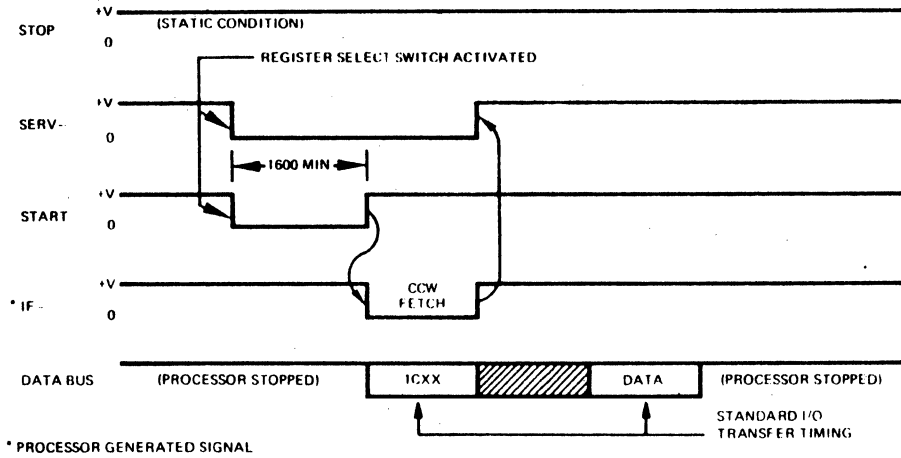 +V (STATIC CONDITION)
STOP
0
REGISTER SELECT SWITCH ACTIVATED
+V
SERV-
0
1600 MIN
+V
START
0
+V
CCW
FETCH
* IF -
0
DATA BUS (PROCESSOR STOPPED) ICXX DATA (PROCESSOR STOPPED)
STANDARD I/O
TRANSFER TIMING
* PROCESSOR GENERATED SIGNAL